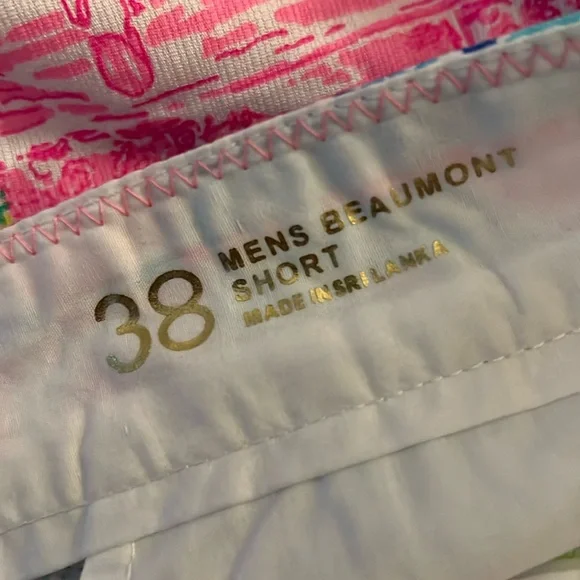 38
MENS BEAUMONT
SHORT
MADE IN SRI LANKA